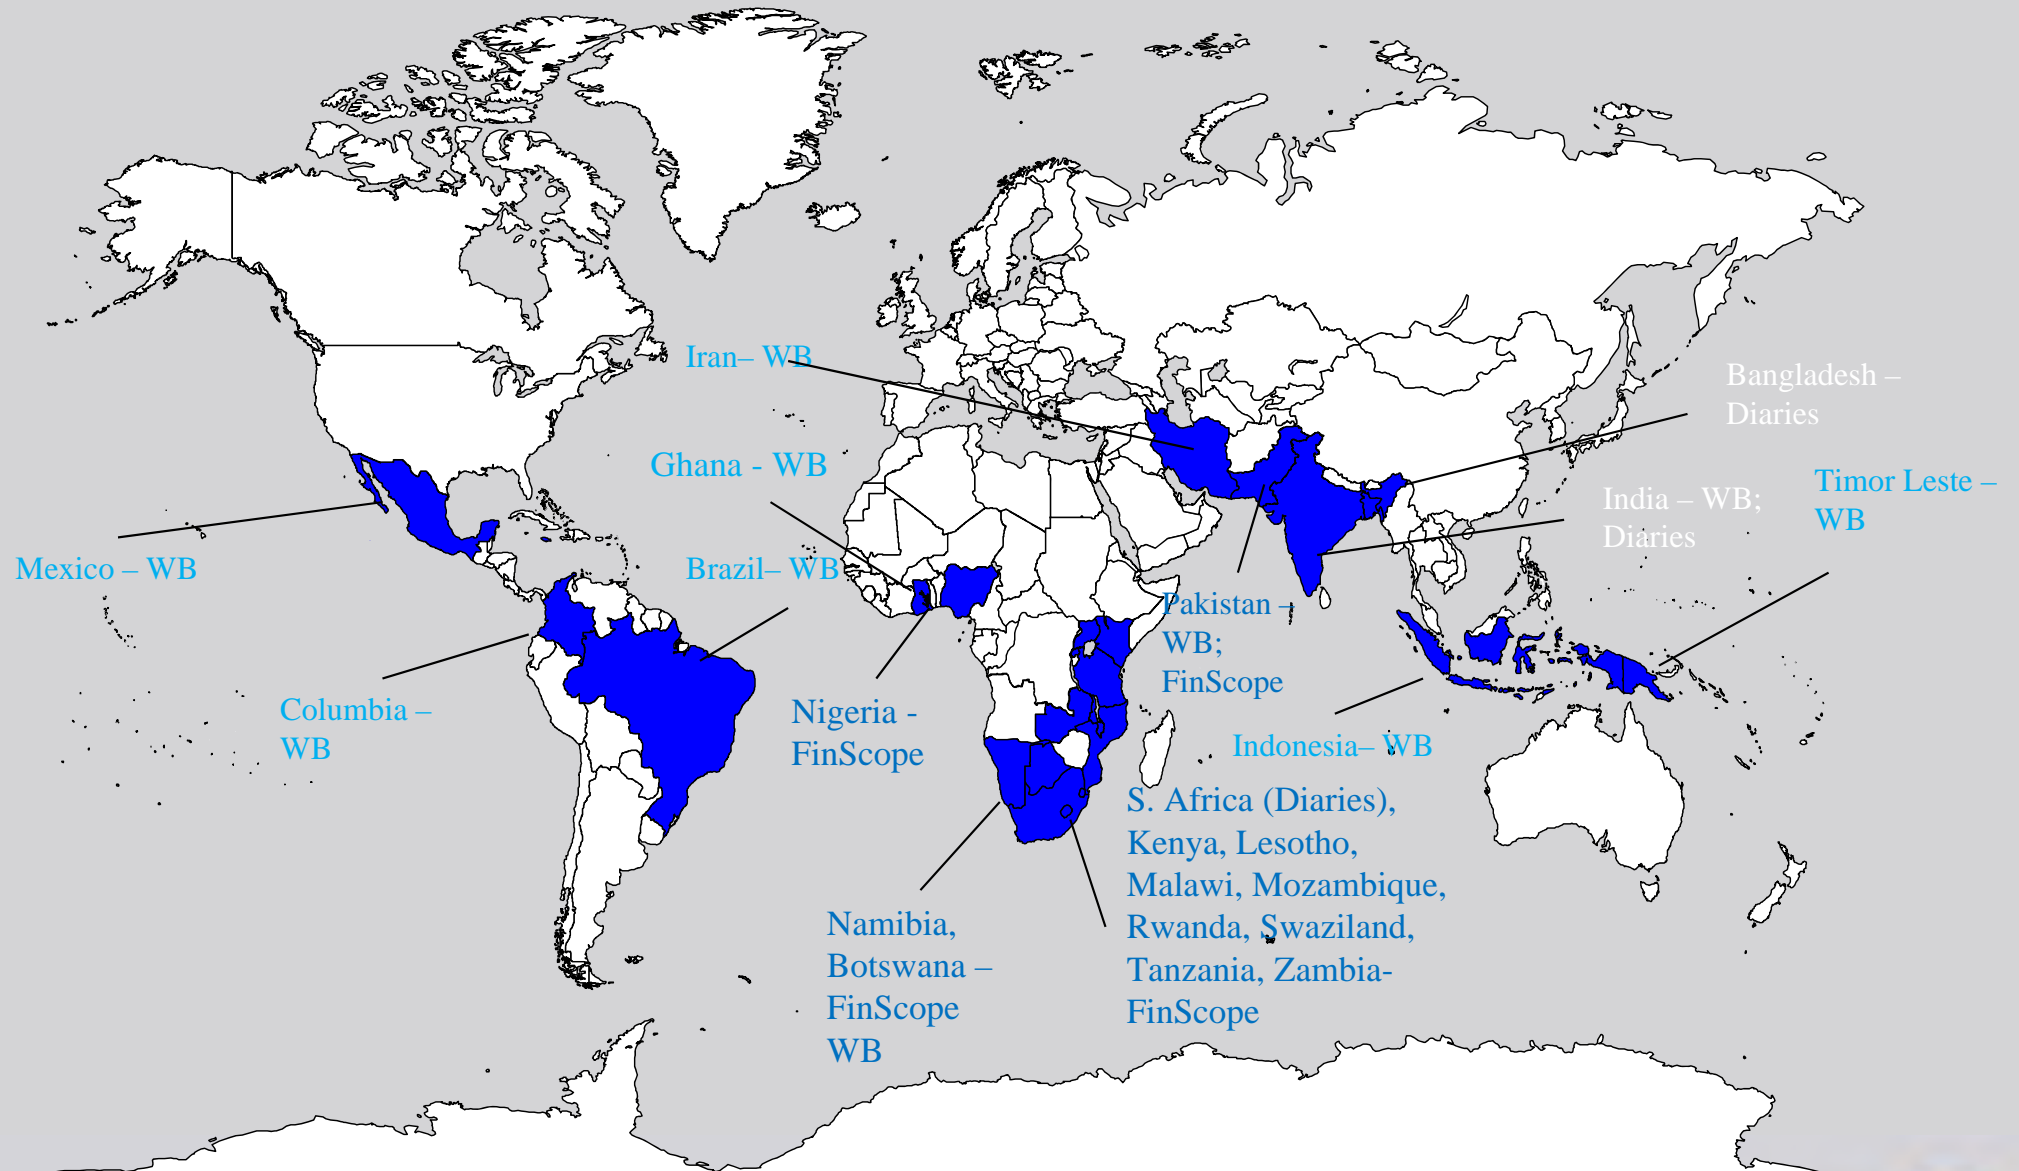 Iran– WB
Bangladesh –
Diaries
Ghana - WB
Timor Leste –
WB
India – WB;
Diaries
Mexico – WB
Brazil– WB
Pakistan –
WB;
FinScope
Columbia –
WB
Nigeria -
FinScope
Indonesia– WB
S. Africa (Diaries),
Kenya, Lesotho,
Malawi, Mozambique,
Rwanda, Swaziland,
Tanzania, Zambia-
FinScope
Namibia,
Botswana –
FinScope
WB